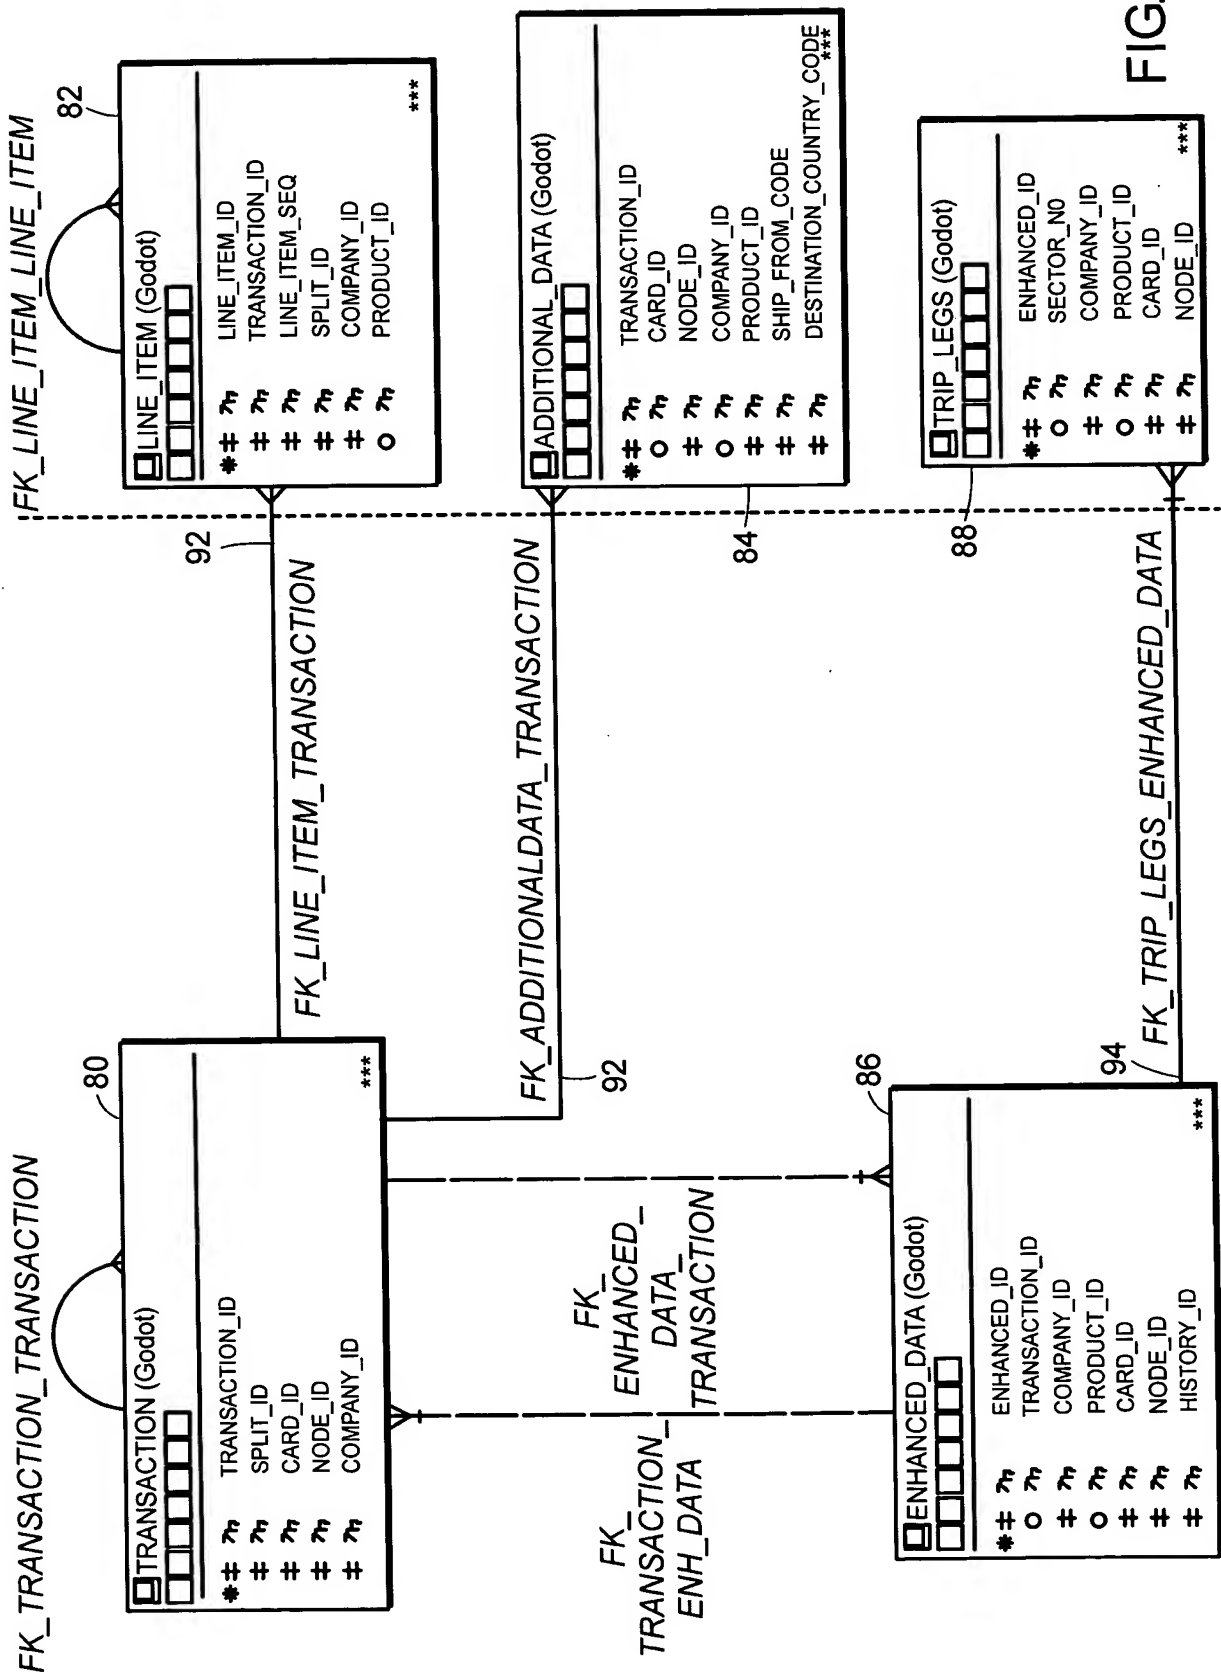 FK_TRANSACTION_TRANSACTION
80
TRANSACTION (Godot)
*# TRANSACTION_ID
# SPLIT_ID
# CARD_ID
# NODE_ID
# COMPANY_ID
***
FK_LINE_ITEM_TRANSACTION
92
FK_LINE_ITEM_LINE_ITEM
82
LINE_ITEM (Godot)
*# LINE_ITEM_ID
# TRANSACTION_ID
# LINE_ITEM_SEQ
# SPLIT_ID
# COMPANY_ID
O PRODUCT_ID
***
FK_ADDITIONALDATA_TRANSACTION
92
ADDITIONAL_DATA (Godot)
*# TRANSACTION_ID
O CARD_ID
# NODE_ID
O COMPANY_ID
# PRODUCT_ID
# SHIP_FROM_CODE
# DESTINATION_COUNTRY_CODE
***
84
FK_
TRANSACTION_
ENH_DATA
FK_
ENHANCED_
DATA_
TRANSACTION
86
ENHANCED_DATA (Godot)
*# ENHANCED_ID
O TRANSACTION_ID
# COMPANY_ID
O PRODUCT_ID
# CARD_ID
# NODE_ID
# HISTORY_ID
***
94
FK_TRIP_LEGS_ENHANCED_DATA
88
TRIP_LEGS (Godot)
*# ENHANCED_ID
O SECTOR_NO
# COMPANY_ID
O PRODUCT_ID
# CARD_ID
# NODE_ID
***
FIG.